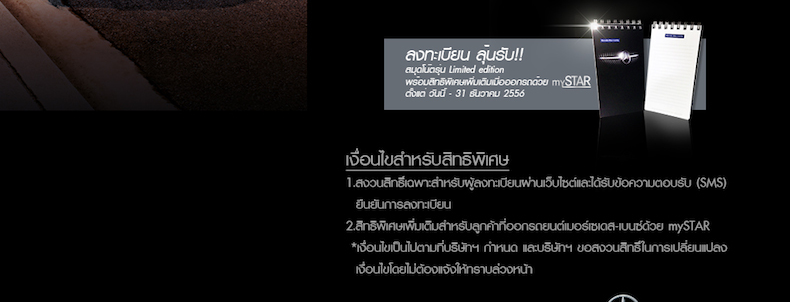 ลงทะเบียน ลุ้นรับ!!
สมุดโน้ตรุ่น Limited edition
พร้อมสิทธิพิเศษเพิ่มเติมเมื่อออกรถด้วย mySTAR
ตั้งแต่ วันนี้ - 31 ธันวาคม 2556
เงื่อนไขสำหรับสิทธิพิเศษ
1.สงวนสิทธิ์เฉพาะสำหรับผู้ลงทะเบียนผ่านเว็บไซต์และได้รับข้อความตอบรับ (SMS)
ยืนยันการลงทะเบียน
2.สิทธิพิเศษเพิ่มเติมสำหรับลูกค้าที่ออกรถยนต์เมอร์เซเดส-เบนซ์ด้วย mySTAR
*เงื่อนไขเป็นไปตามที่บริษัทฯ กำหนด และบริษัทฯ ขอสงวนสิทธิ์ในการเปลี่ยนแปลง
เงื่อนไขโดยไม่ต้องแจ้งให้ทราบล่วงหน้า